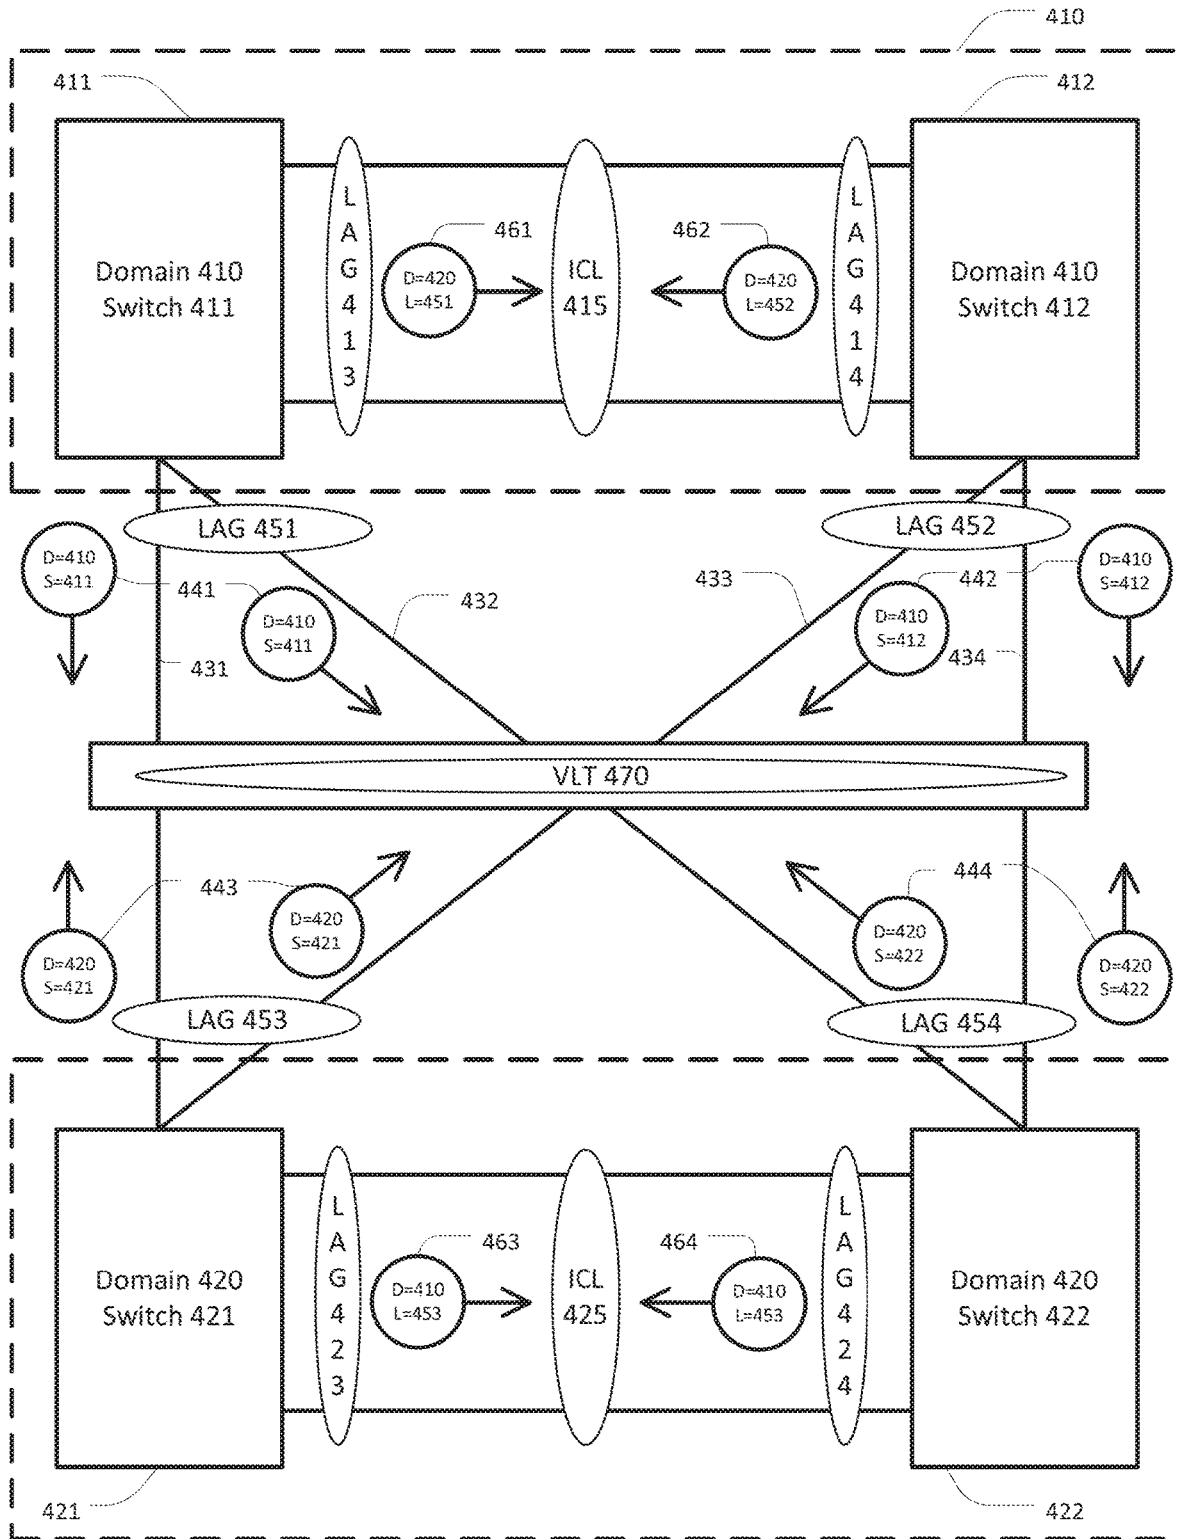 410
411
412
L
A
G
4
1
3
461
462
L
A
G
4
1
4
Domain 410
Switch 411
D=420
L=451
ICL
415
D=420
L=452
Domain 410
Switch 412
LAG 451
LAG 452
D=410
S=411
441
D=410
S=411
432
433
D=410
S=412
442
D=410
S=412
431
434
VLT 470
443
D=420
S=421
444
D=420
S=422
D=420
S=421
D=420
S=422
LAG 453
LAG 454
L
A
G
4
2
3
463
464
L
A
G
4
2
4
Domain 420
Switch 421
D=410
L=453
ICL
425
D=410
L=453
Domain 420
Switch 422
421
422